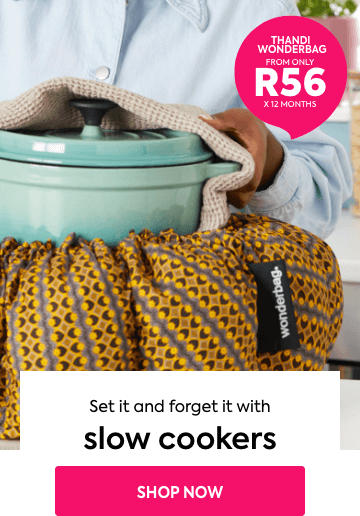 THANDI
WONDERBAG
FROM ONLY
R56
X 12 MONTHS
wonderbag
Set it and forget it with
slow cookers
SHOP NOW